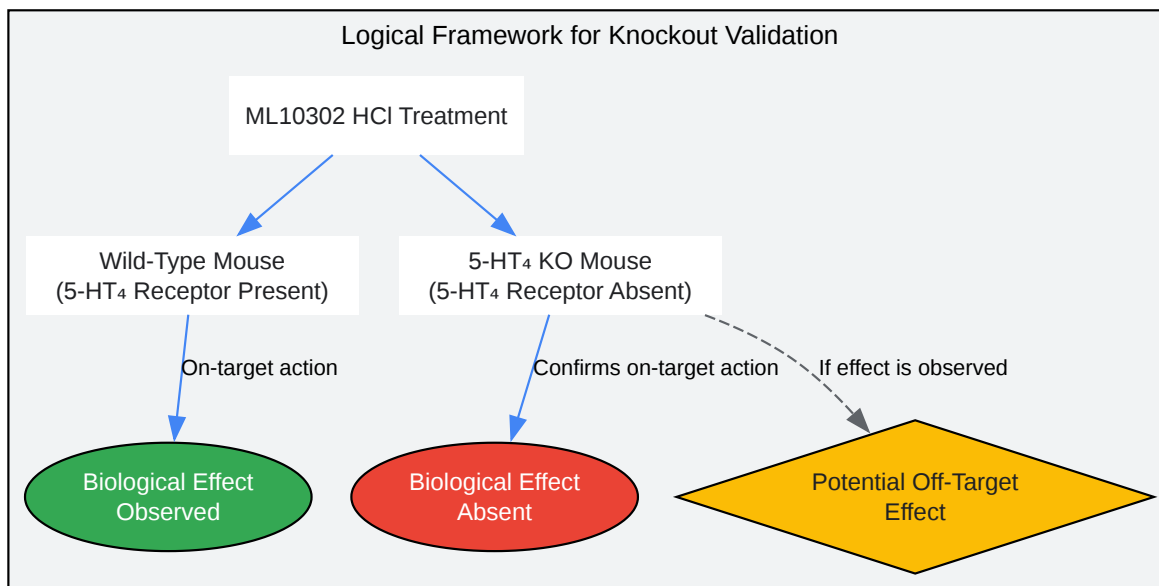 Logical Framework for Knockout Validation
ML10302 HCl Treatment
Wild-Type Mouse
(5-HT₄ Receptor Present)
5-HT₄ KO Mouse
(5-HT₄ Receptor Absent)
On-target action
Confirms on-target action
If effect is observed
Biological Effect
Observed
Biological Effect
Absent
Potential Off-Target
Effect